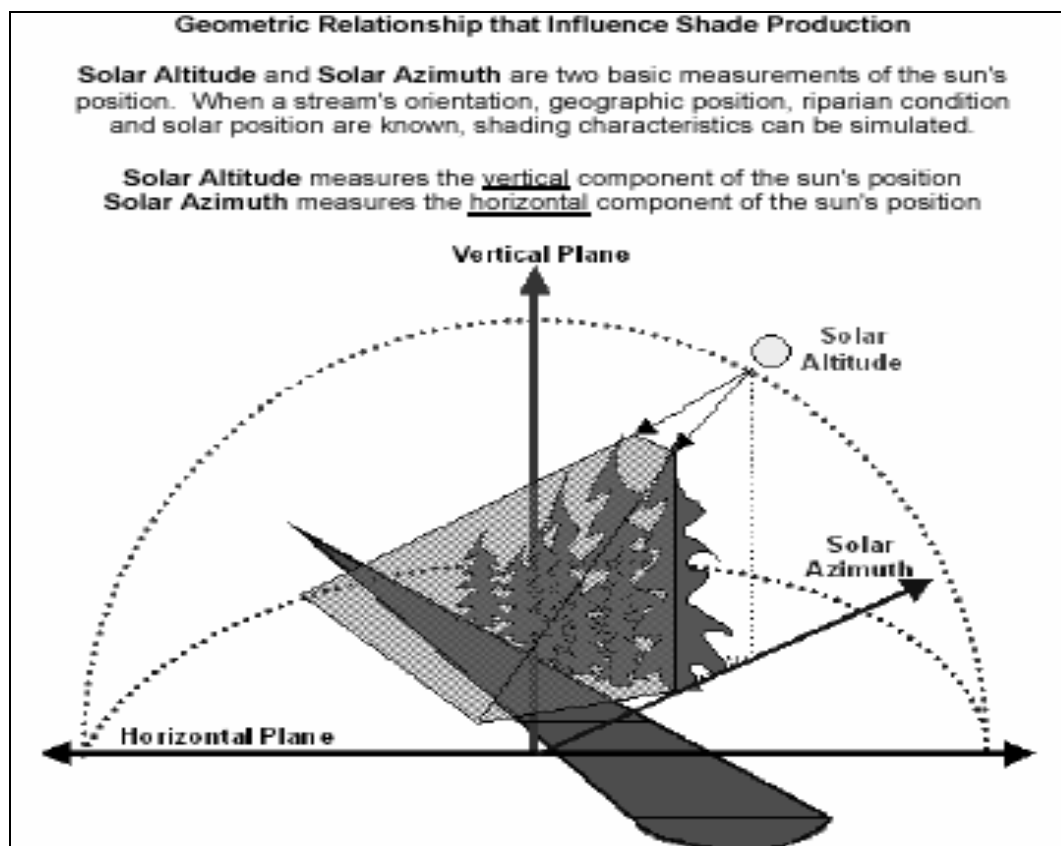 Geometric Relationship that Influence Shade Production
Solar Altitude and Solar Azimuth are two basic measurements of the sun's
position. When a stream's orientation, geographic position, riparian condition
and solar position are known, shading characteristics can be simulated.
Solar Altitude measures the vertical component of the sun's position
Solar Azimuth measures the horizontal component of the sun's position
Vertical Plane
Solar
Altitude
Solar
Azimuth
Horizontal Plane